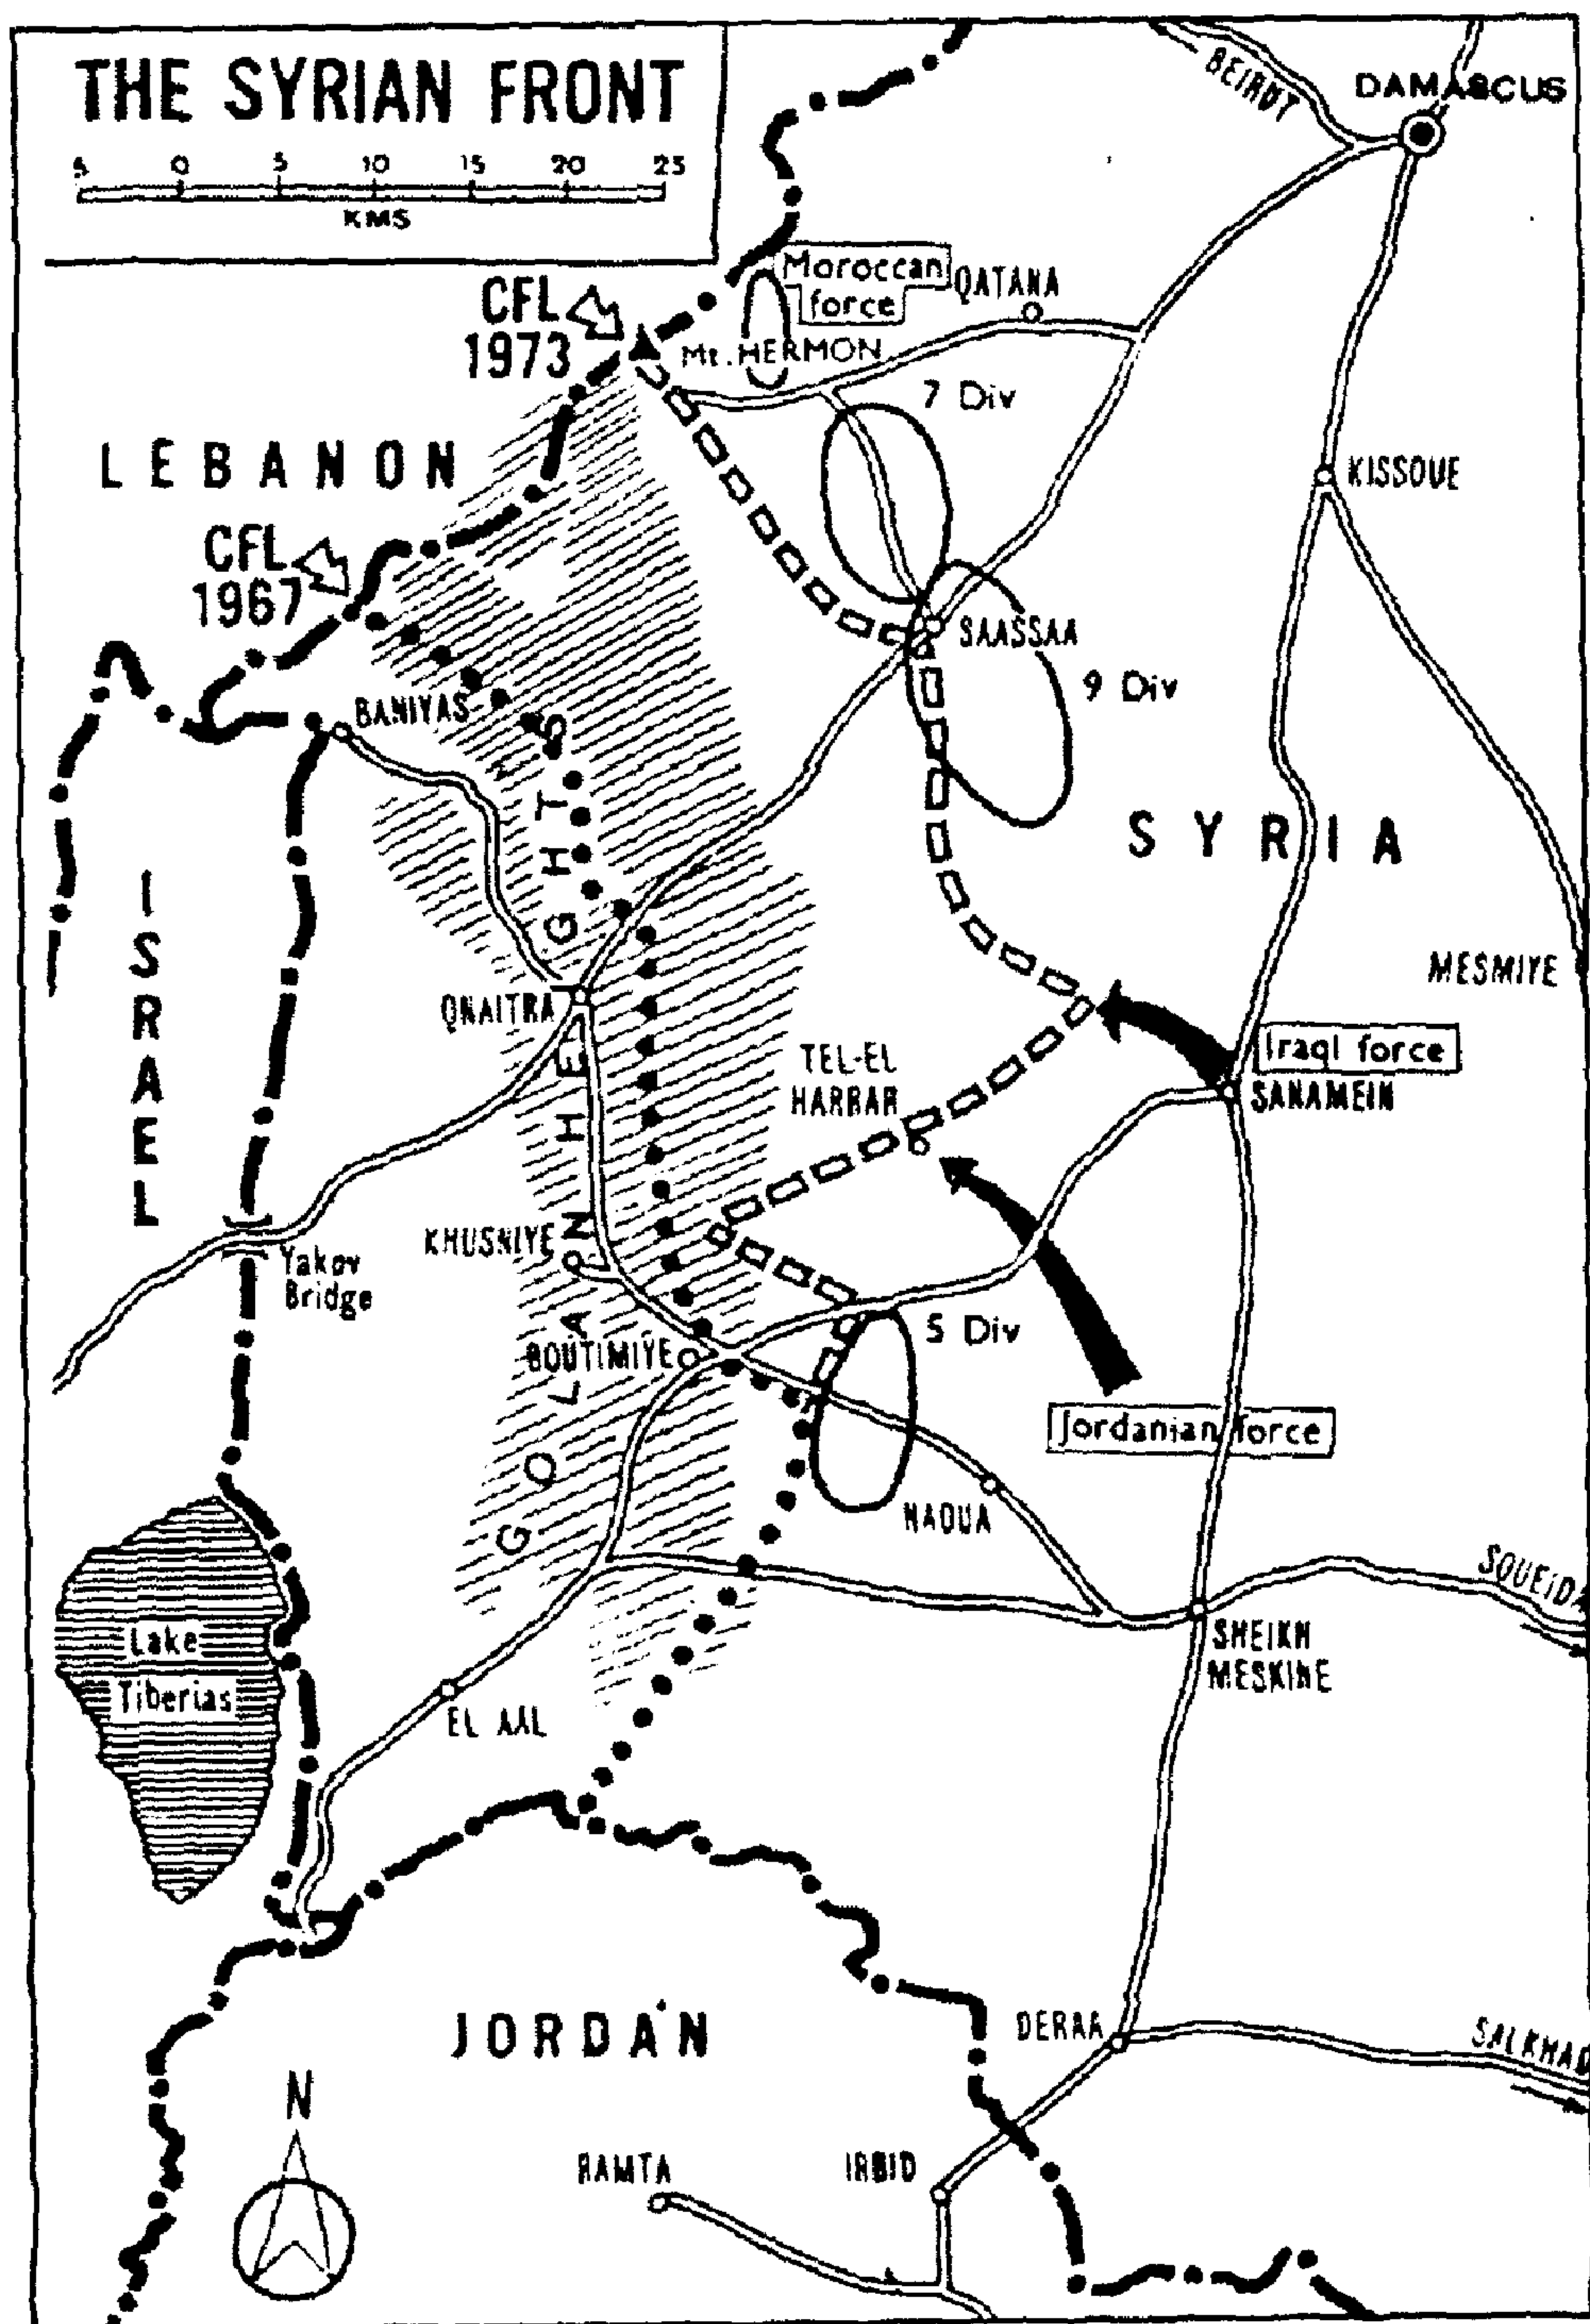 THE SYRIAN FRONT
5 0 5 10 15 20 25
KMS
BEIRUT
DAMASCUS
Moroccan
force
QATANA
CFL
1973
Mt. HERMON
7 Div
LEBANON
KISSOUE
CFL
1967
SAASSAA
9 Div
BANIYAS
SYRIA
ISRAEL
GOLAN HEIGHTS
MESMIYE
QNAITRA
TEL-EL
HARRAR
Iraqi force
SANAMEIN
KHUSNIYE
Yakov
Bridge
5 Div
BOUTIMIYE
Jordanian force
NAOUA
SOUEIDA
Lake
Tiberias
SHEIKH
MESKINE
EL AAL
JORDAN
DERAA
SALKHAD
N
RAMTA
IRBID